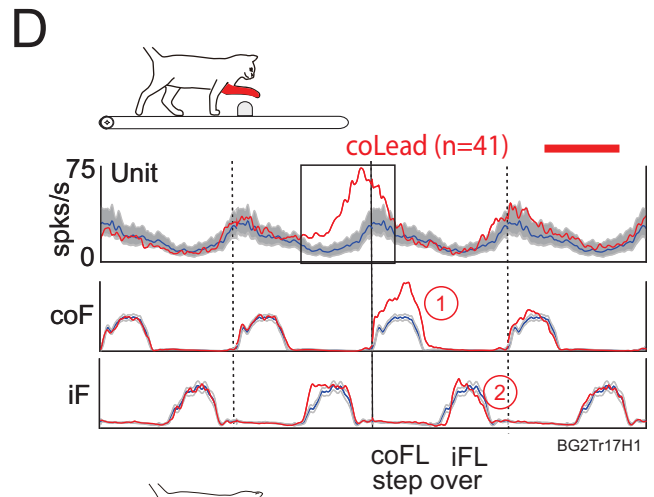 D
coLead (n=41)
75
Unit
spks/s
0
coF
1
iF
2
BG2Tr17H1
coFL iFL
step over